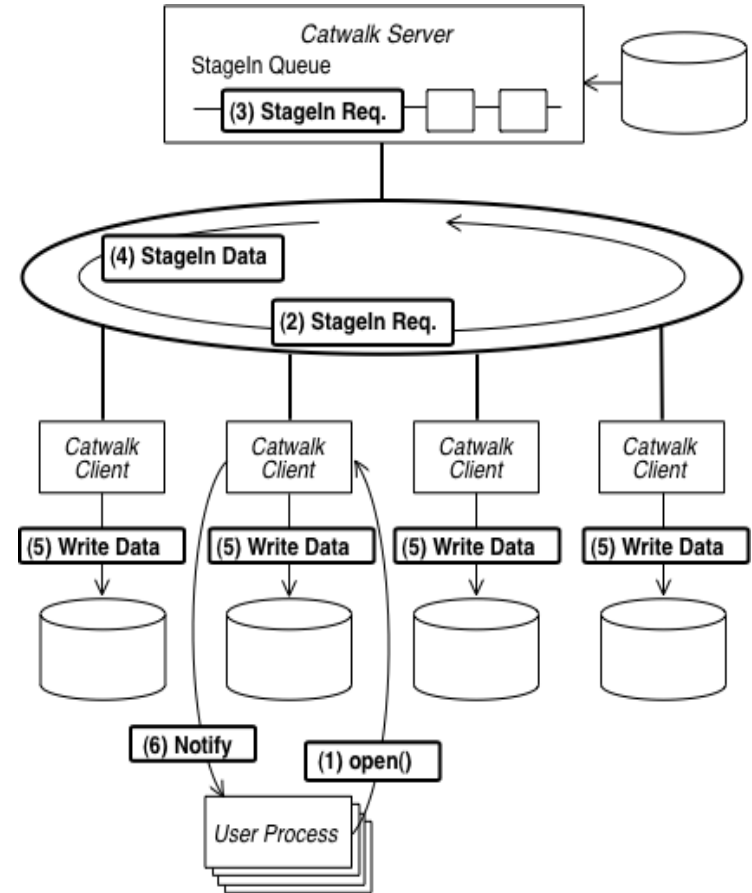 Catwalk Server
StageIn Queue
(3) StageIn Req.
(4) StageIn Data
(2) StageIn Req.
Catwalk
Client
Catwalk
Client
Catwalk
Client
Catwalk
Client
(5) Write Data
(5) Write Data
(5) Write Data
(5) Write Data
(6) Notify
(1) open()
User Process